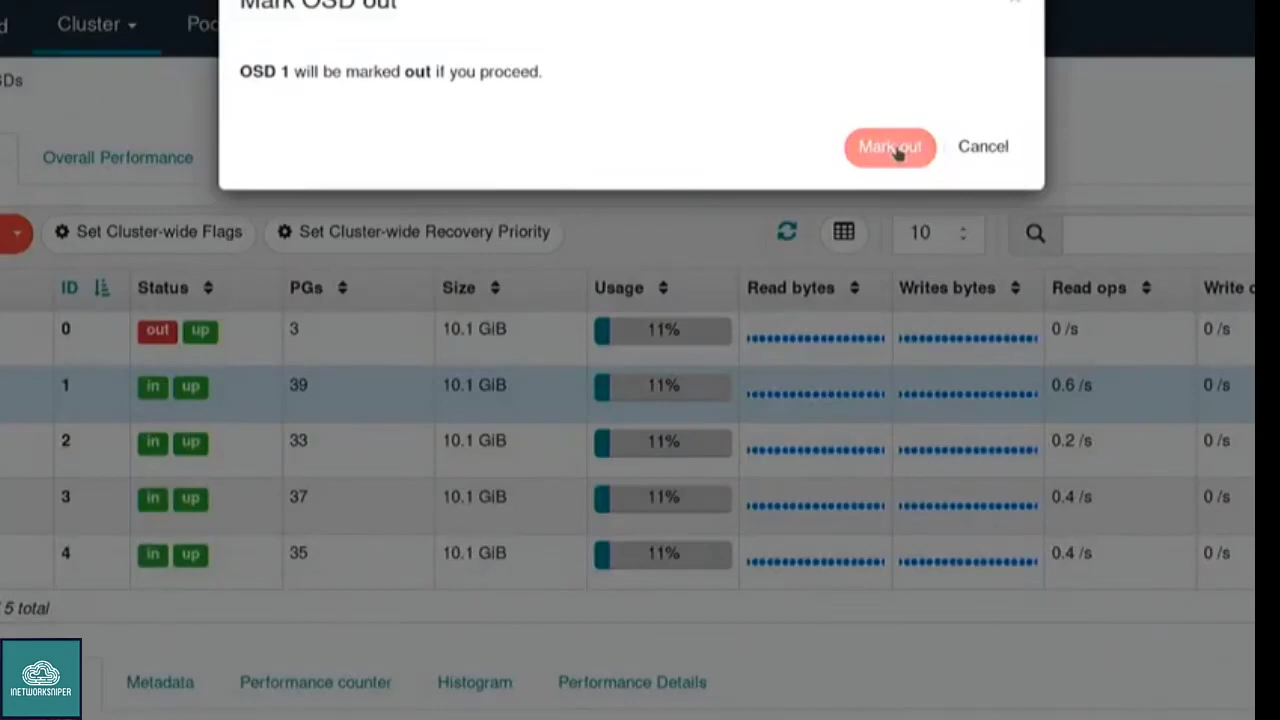 Cluster
Mark OSD out
OSD 1 will be marked out if you proceed.
Mark out Cancel
Overall Performance
Set Cluster-wide Flags Set Cluster-wide Recovery Priority 10
ID Status PGs Size Usage Read bytes Writes bytes Read ops Write
0 out up 3 10.1 GiB 11% 0 /s 0 /s
1 in up 39 10.1 GiB 11% 0.6 /s 0 /s
2 in up 33 10.1 GiB 11% 0.2 /s 0 /s
3 in up 37 10.1 GiB 11% 0.4 /s 0 /s
4 in up 35 10.1 GiB 11% 0.4 /s 0 /s
5 total
Metadata Performance counter Histogram Performance Details
INETWORKSNIPER